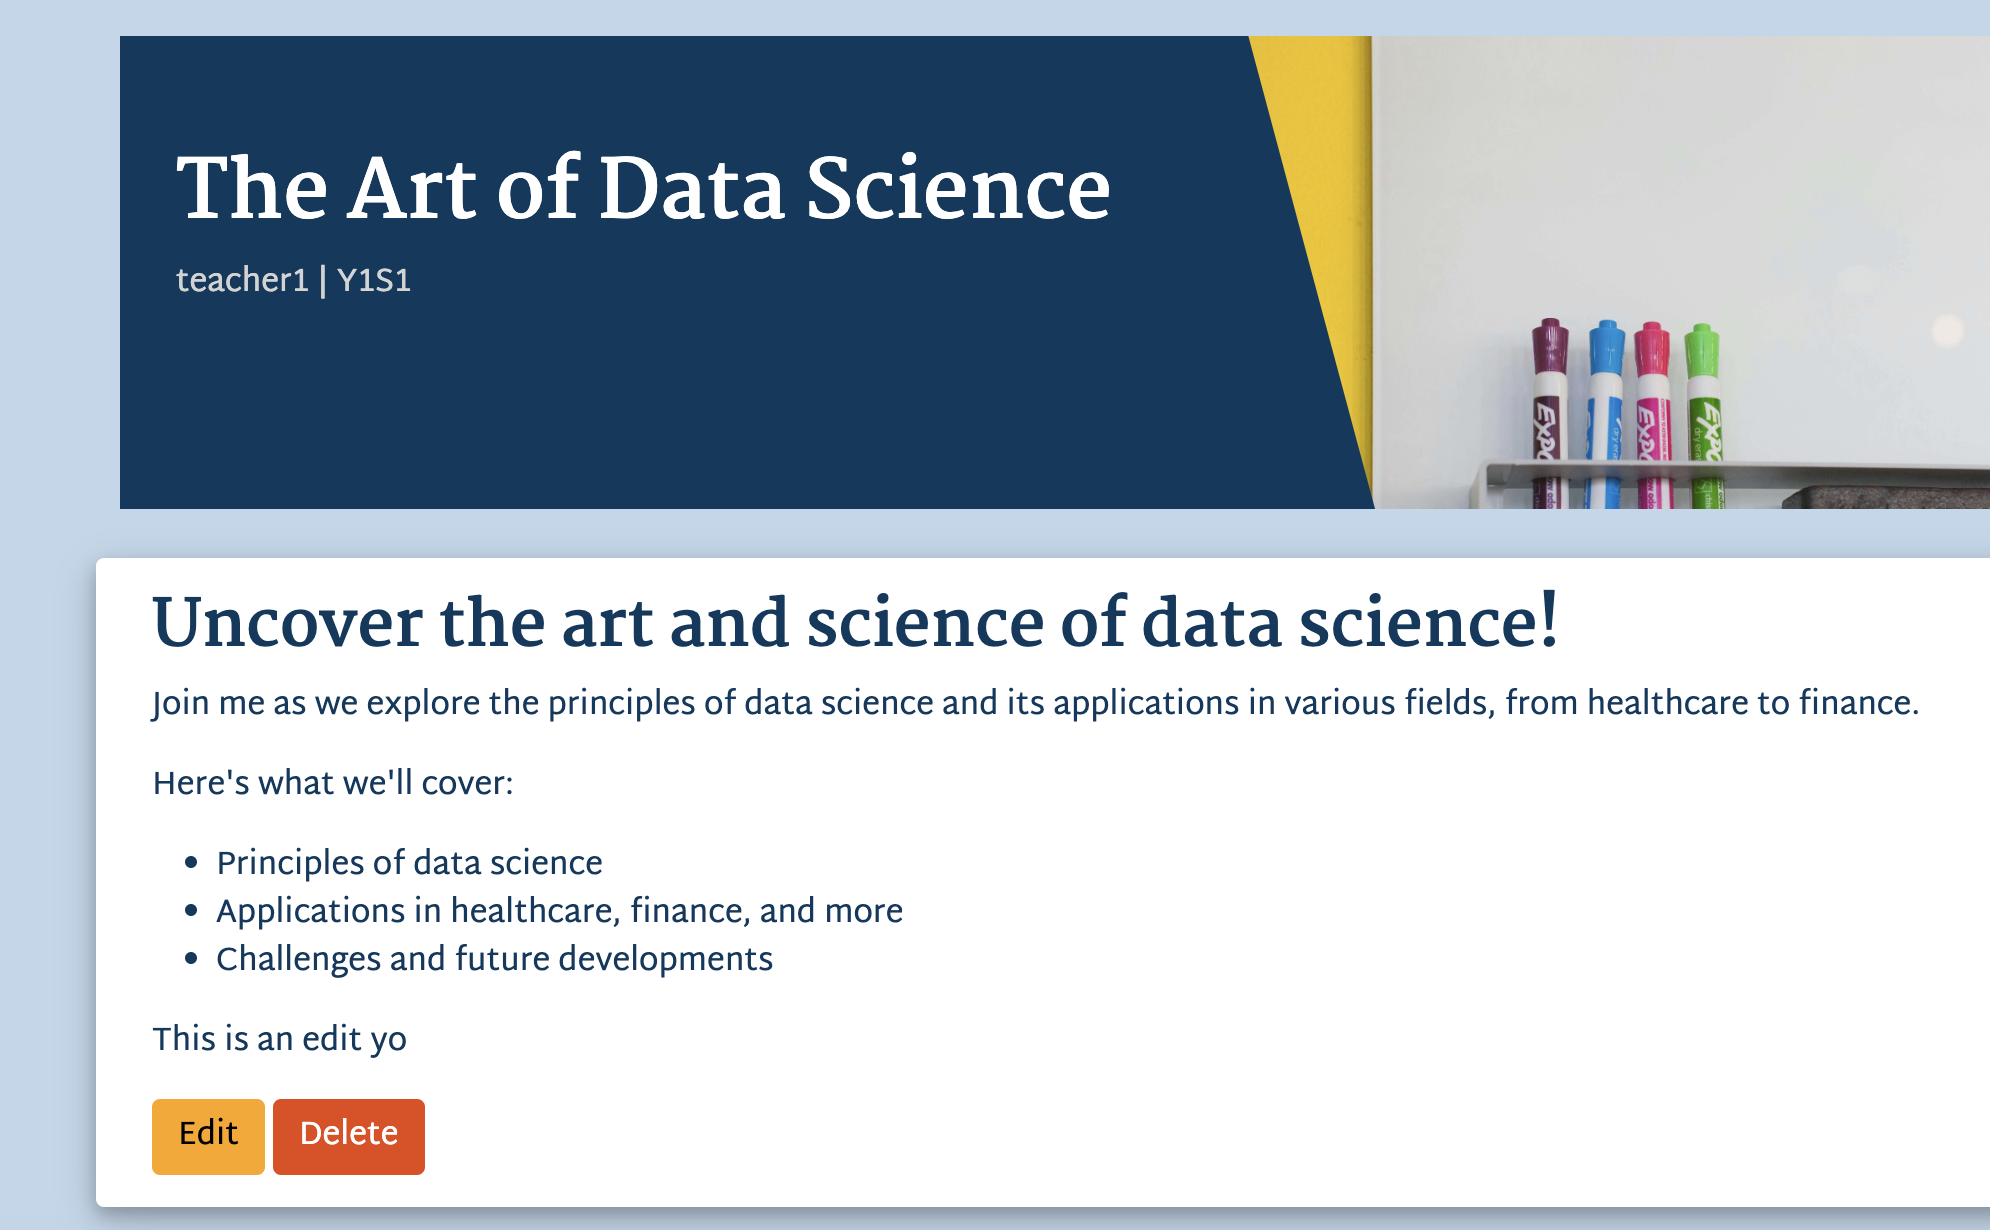 The Art of Data Science
teacher1 | Y1S1
EXPO
EXPO
EXPO
Uncover the art and science of data science!
Join me as we explore the principles of data science and its applications in various fields, from healthcare to finance.
Here's what we'll cover:
• Principles of data science
• Applications in healthcare, finance, and more
• Challenges and future developments
This is an edit yo
Edit Delete